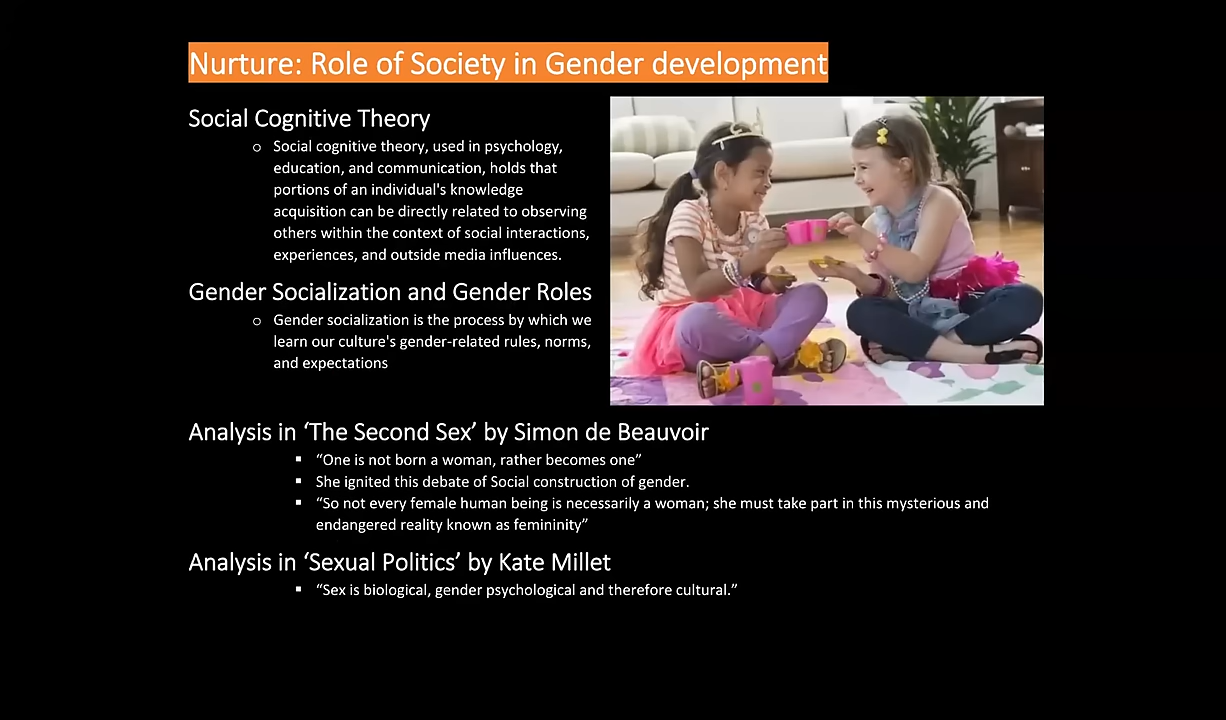 Nurture: Role of Society in Gender development
Social Cognitive Theory
o Social cognitive theory, used in psychology,
education, and communication, holds that
portions of an individual's knowledge
acquisition can be directly related to observing
others within the context of social interactions,
experiences, and outside media influences.
Gender Socialization and Gender Roles
o Gender socialization is the process by which we
learn our culture's gender-related rules, norms,
and expectations
Analysis in ‘The Second Sex’ by Simon de Beauvoir
▪ “One is not born a woman, rather becomes one”
▪ She ignited this debate of Social construction of gender.
▪ “So not every female human being is necessarily a woman; she must take part in this mysterious and
endangered reality known as femininity”
Analysis in ‘Sexual Politics’ by Kate Millet
▪ “Sex is biological, gender psychological and therefore cultural.”